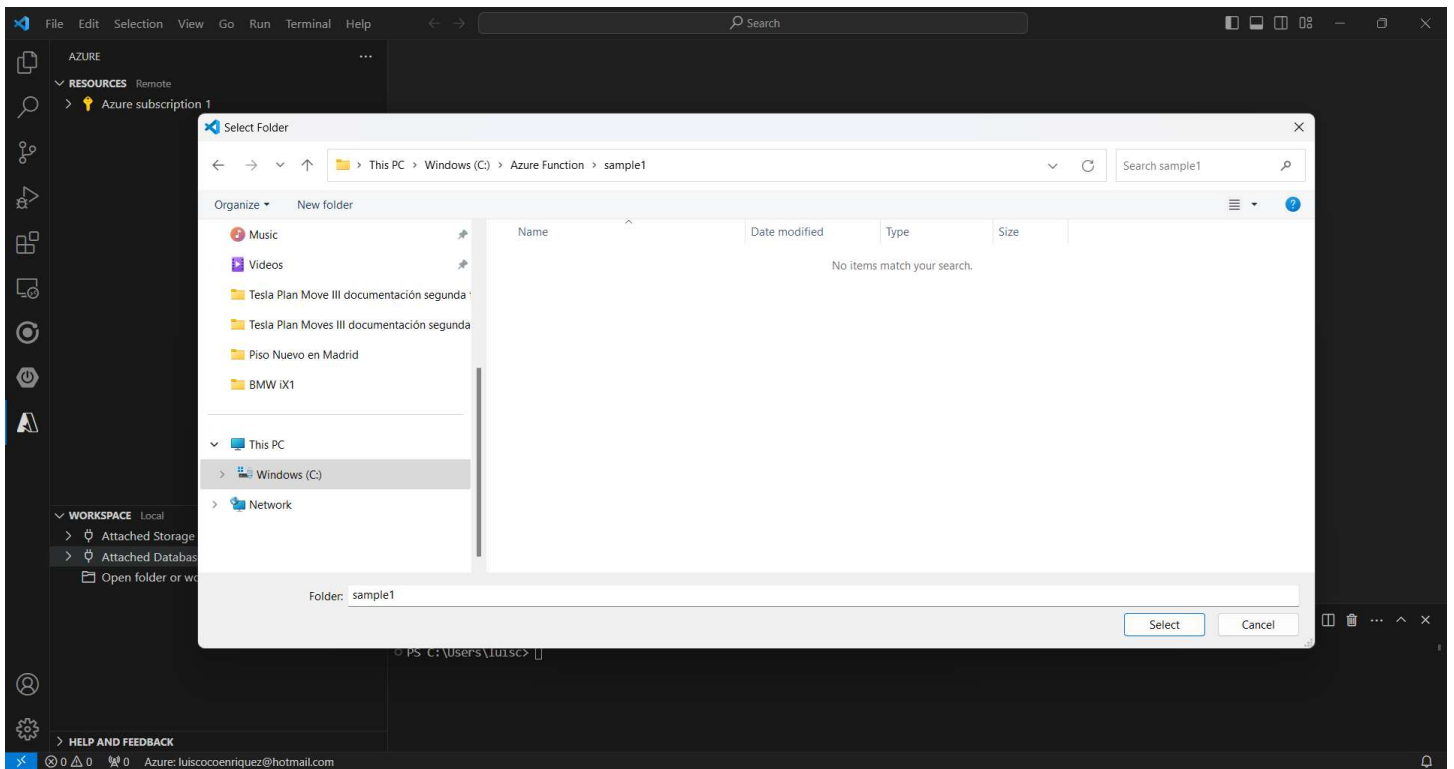 File Edit Selection View Go Run Terminal Help
Search
AZURE
RESOURCES Remote
Azure subscription 1
Select Folder
This PC > Windows (C:) > Azure Function > sample1
Search sample1
Organize New folder
Name Date modified Type Size
Music
No items match your search.
Videos
Tesla Plan Move III documentación segunda
Tesla Plan Moves III documentación segunda
Piso Nuevo en Madrid
BMW iX1
This PC
Windows (C:)
Network
Folder: sample1
Select Cancel
WORKSPACE Local
Attached Storage
Attached Databas
Open folder or wo
PS C:\Users\luisc>
HELP AND FEEDBACK
0 0 0 Azure: luiscocoenriquez@hotmail.com